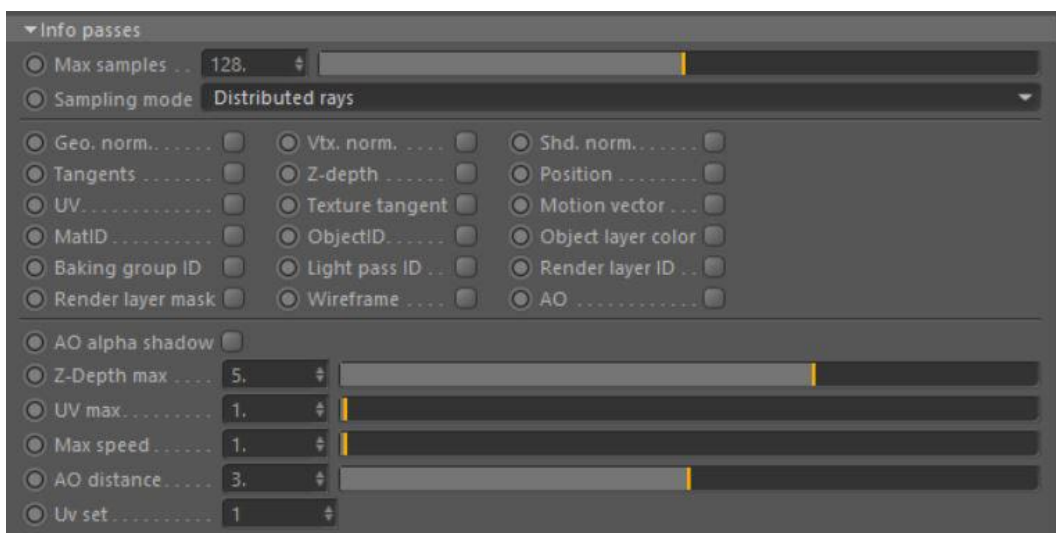 Info passes
Max samples . . 128.
Sampling mode Distributed rays
Geo. norm. . . . . . . Vtx. norm. . . . . . Shd. norm. . . . . . .
Tangents . . . . . . . Z-depth . . . . . . Position . . . . . . . .
UV. . . . . . . . . . . . Texture tangent Motion vector . . .
MatID . . . . . . . . . . ObjectID. . . . . . Object layer color
Baking group ID Light pass ID . . Render layer ID . .
Render layer mask Wireframe . . . . AO . . . . . . . . . . . .
AO alpha shadow
Z-Depth max . . . . 5.
UV max. . . . . . . . . 1.
Max speed . . . . . . 1.
AO distance. . . . . 3.
Uv set . . . . . . . . . . 1